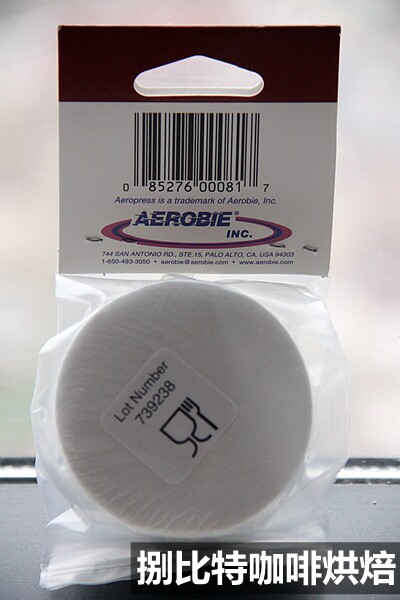 0 85276 00081 7
Aeropress is a trademark of Aerobie, Inc.
AEROBIE®
INC.
744 SAN ANTONIO RD., STE.15, PALO ALTO, CA, USA 94303
1-650-493-3050 • aerobie@aerobie.com • www.aerobie.com
Lot Number
739238
捌比特咖啡烘焙